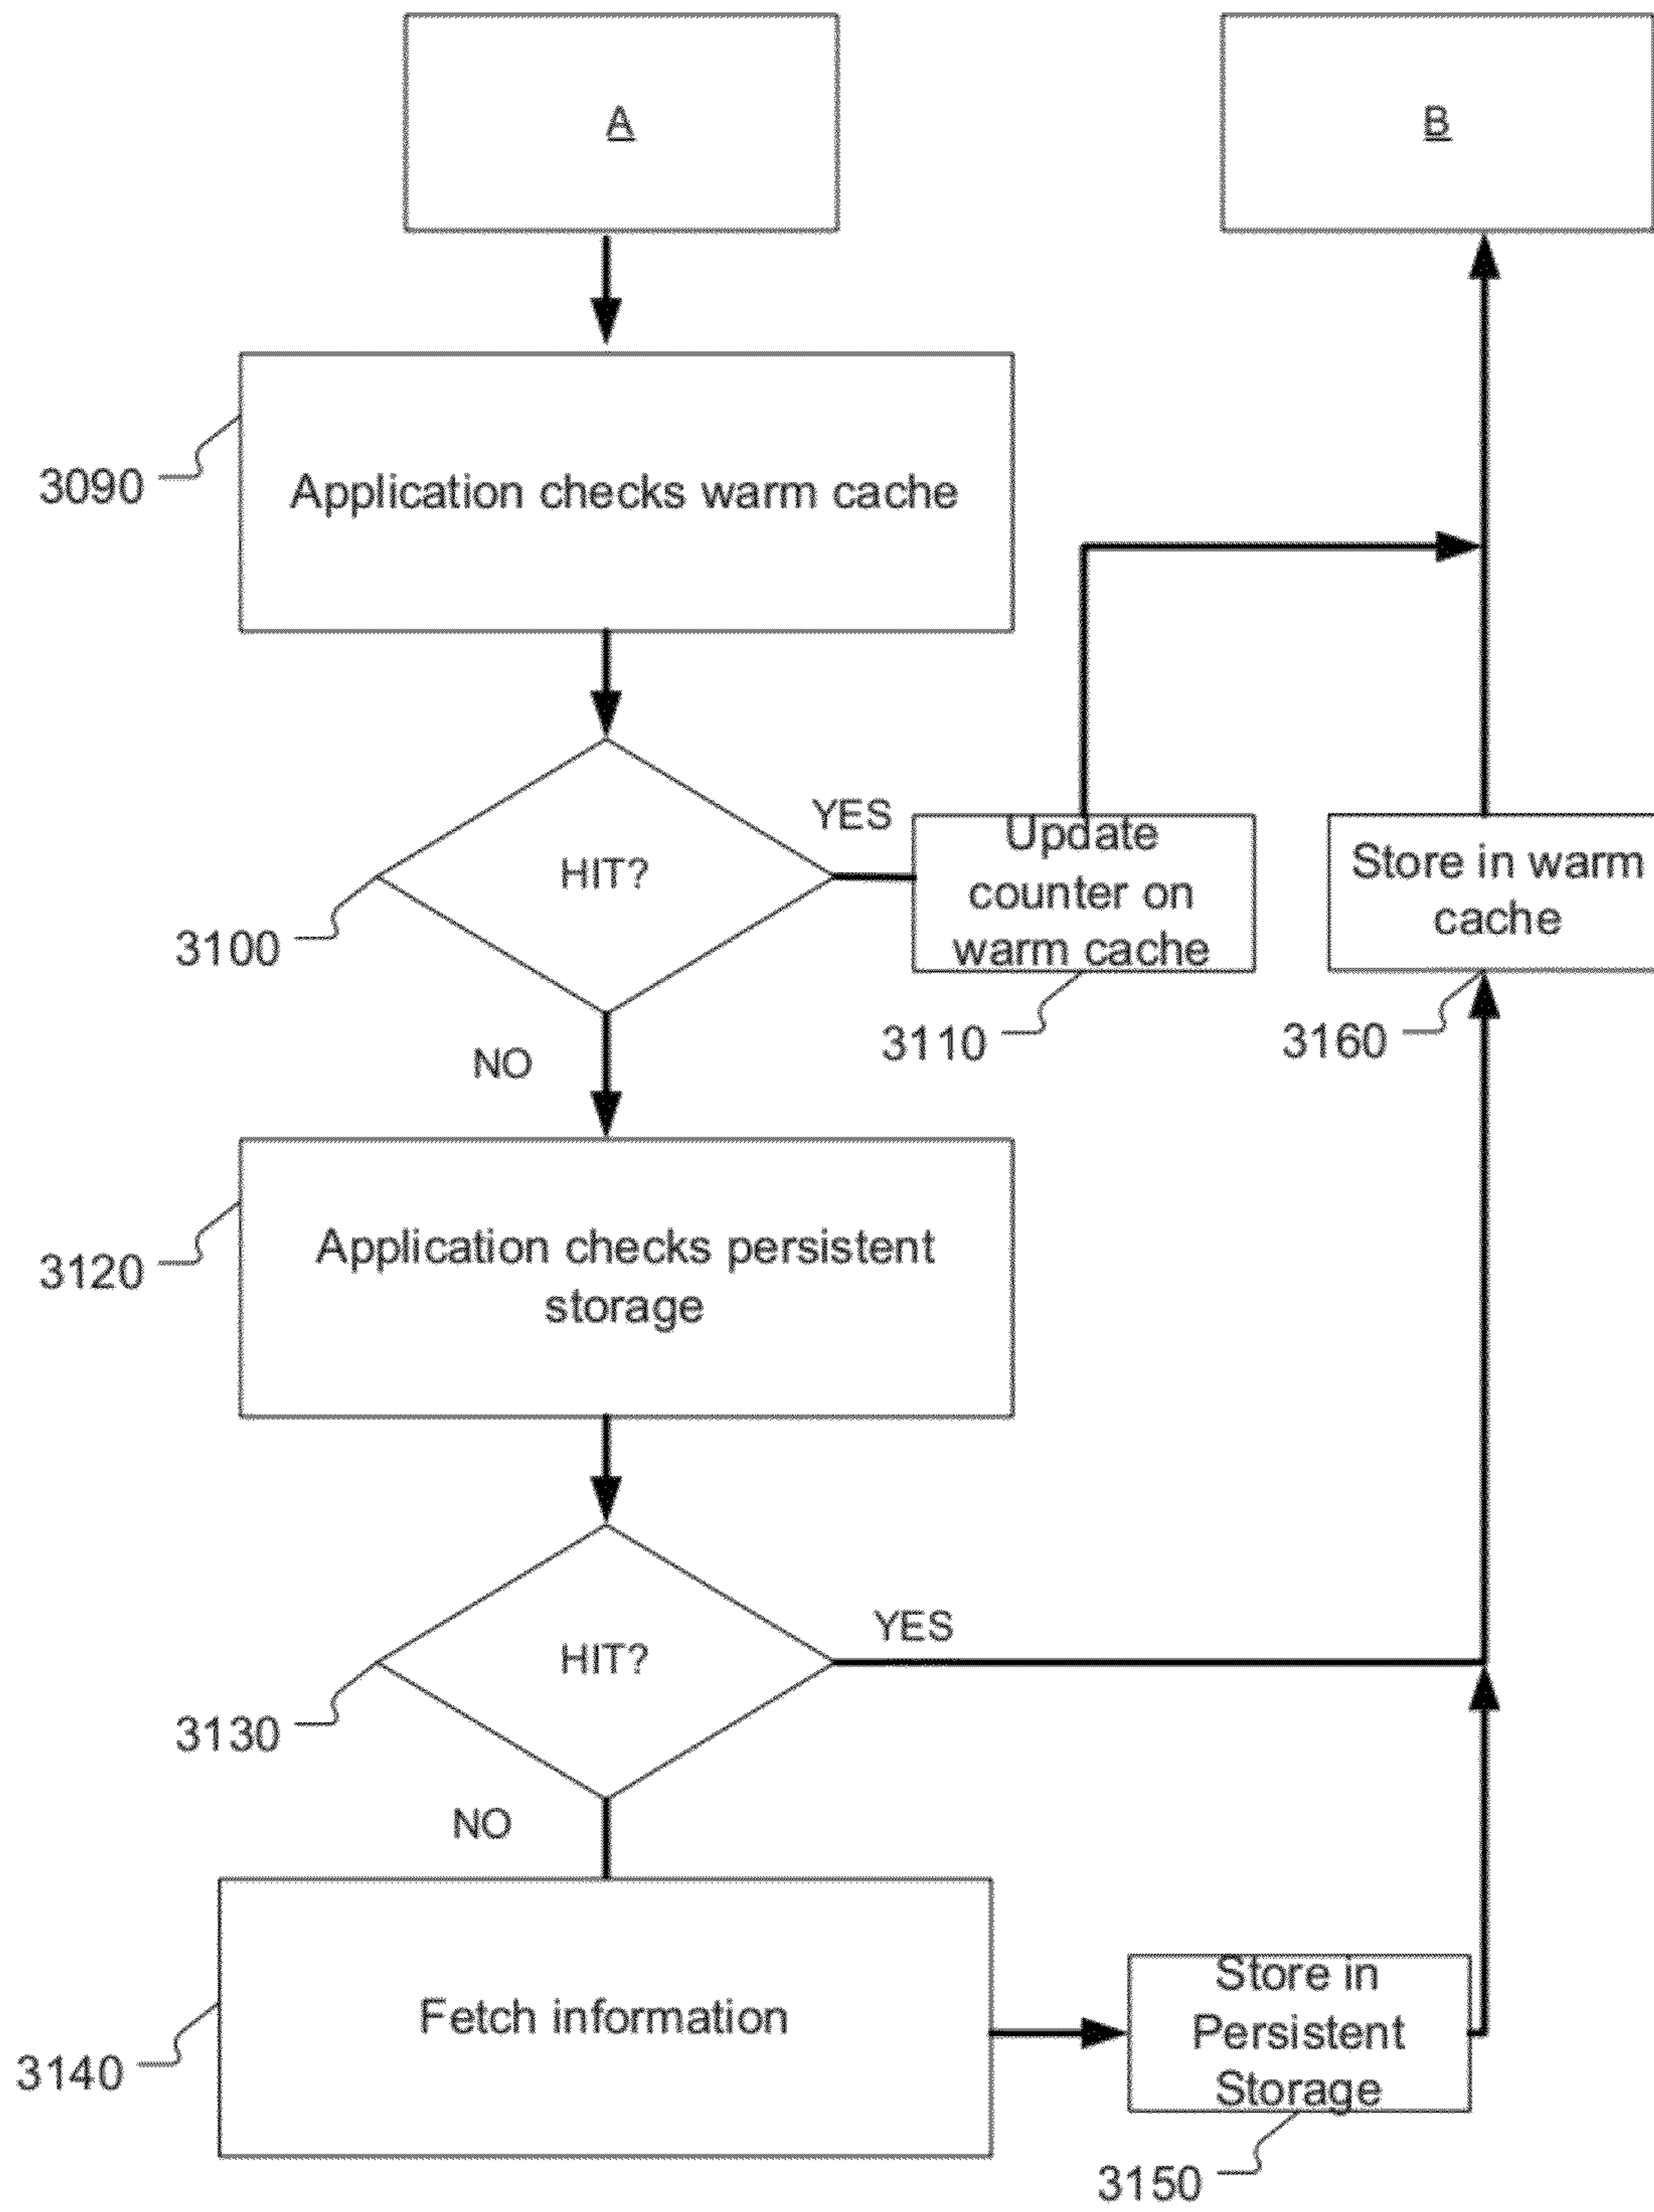 A
B
3090
Application checks warm cache
HIT?
YES
3100
NO
Update
counter on
warm cache
3110
Store in warm
cache
3160
Application checks persistent
storage
3120
HIT?
YES
3130
NO
Fetch information
3140
Store in
Persistent
Storage
3150